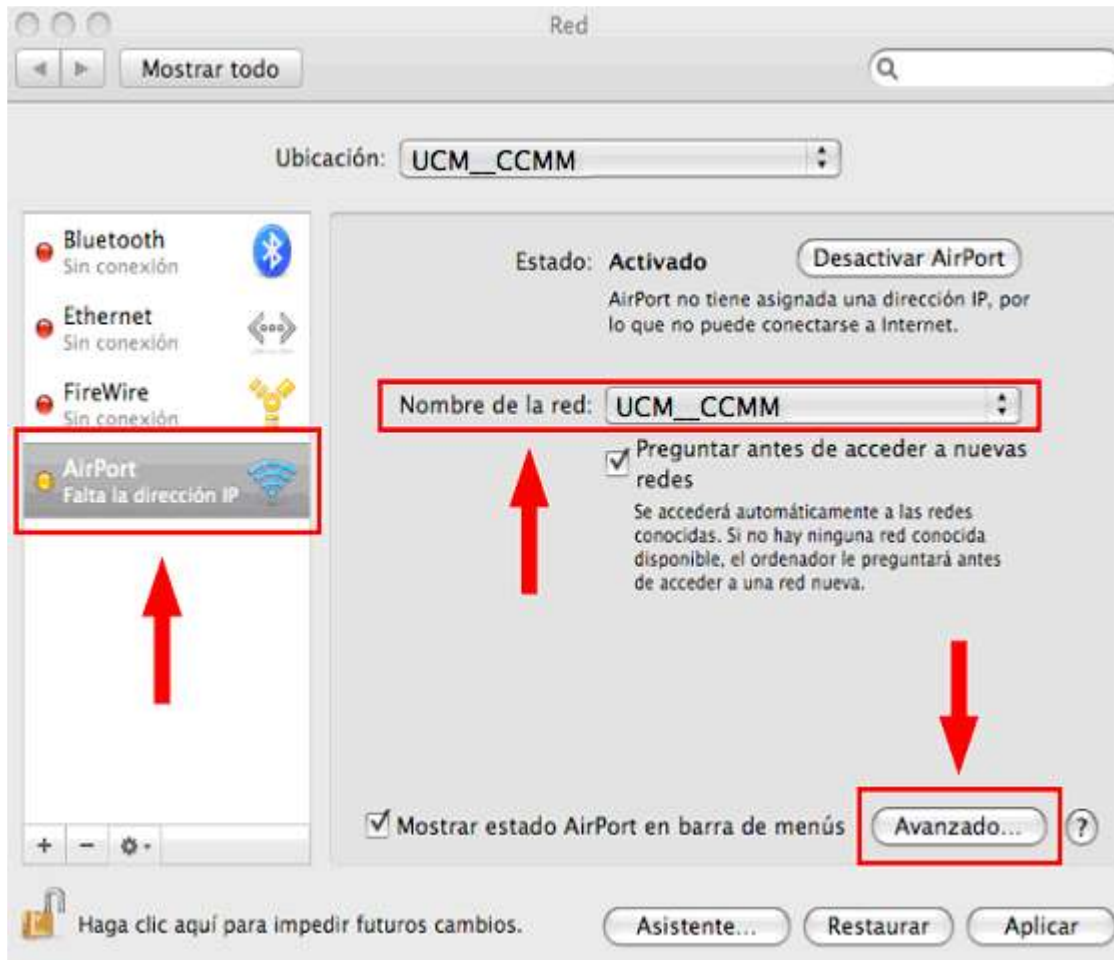 Red
Mostrar todo
Ubicación: UCM__CCMM
Bluetooth
Sin conexión
Ethernet
Sin conexión
FireWire
Sin conexión
AirPort
Falta la dirección IP
Estado: Activado Desactivar AirPort
AirPort no tiene asignada una dirección IP, por
lo que no puede conectarse a Internet.
Nombre de la red: UCM__CCMM
Preguntar antes de acceder a nuevas
redes
Se accederá automáticamente a las redes
conocidas. Si no hay ninguna red conocida
disponible, el ordenador le preguntará antes
de acceder a una red nueva.
Mostrar estado AirPort en barra de menús Avanzado... ?
Haga clic aquí para impedir futuros cambios. Asistente... Restaurar Aplicar